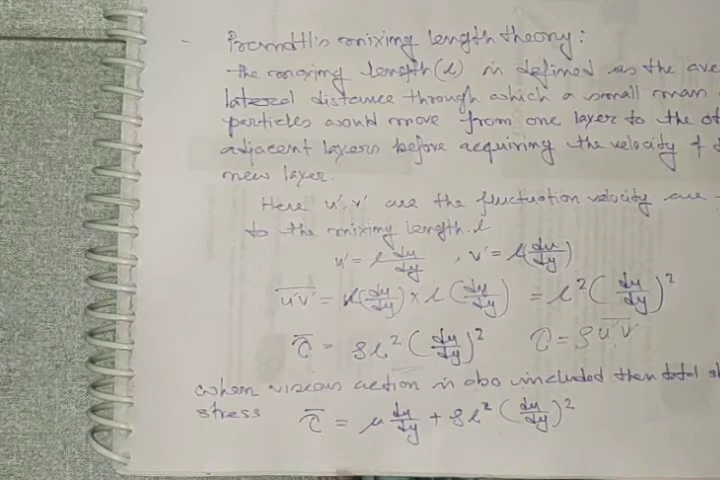 Prandtl's mixing length theory:
The mixing length (l) is defined as the ave
lateral distance through which a small mass
particles would move from one layer to the ot
adjacent layers before acquiring the velocity of
new layer.
Here u', v' are the fluctuation velocity are
to the mixing length. l
u' = l du/dy , v' = l(du/dy)
u'v' = l(du/dy) × l(du/dy) = l²(du/dy)²
τ̄ = ρl²(du/dy)² τ = ρu'v'
when viscous action is also included then total sh
stress τ̄ = μ du/dy + ρl²(du/dy)²